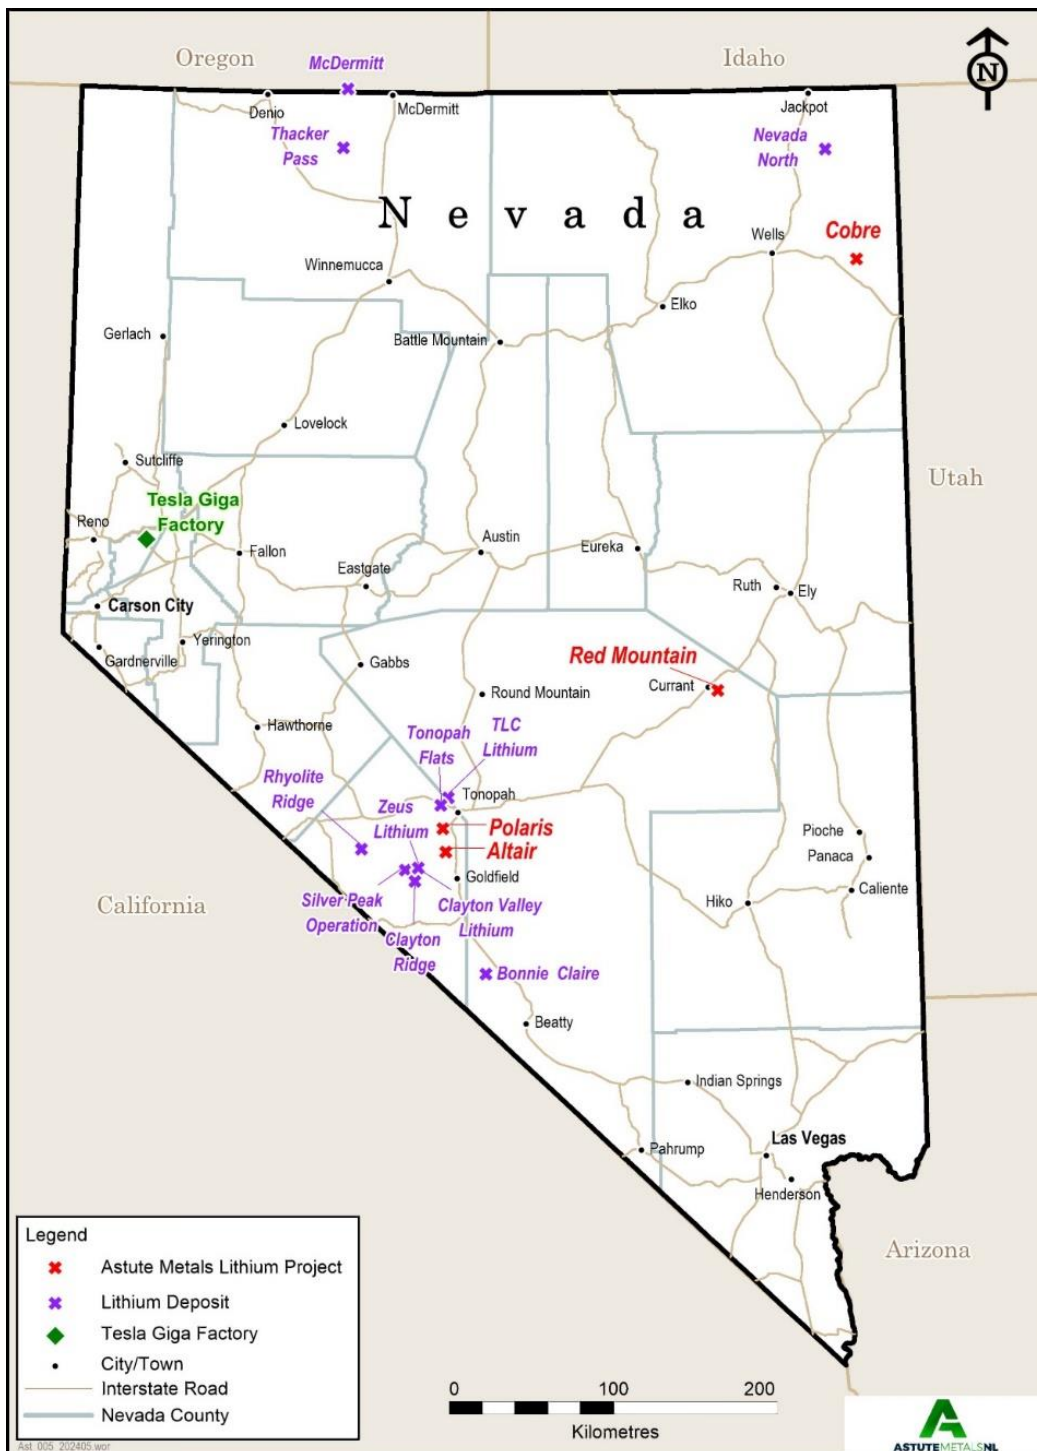 Oregon
Idaho
McDermitt
N
Denio
McDermitt
Jackpot
Thacker
Pass
Nevada
North
Nevada
Cobre
Wells
Winnemucca
Elko
Gerlach
Battle Mountain
Lovelock
Sutcliffe
Utah
Tesla Giga
Factory
Reno
Fallon
Austin
Eureka
Eastgate
Ruth
Ely
Carson City
Yerington
Gardnerville
Gabbs
Red Mountain
Currant
Round Mountain
Hawthorne
Tonopah
Flats
TLC
Lithium
Rhyolite
Ridge
Zeus
Lithium
Tonopah
Polaris
Altair
Pioche
Panaca
Goldfield
Caliente
Hiko
California
Silver Peak
Operation
Clayton Valley
Lithium
Clayton
Ridge
Bonnie Claire
Beatty
Indian Springs
Las Vegas
Pahrump
Henderson
Arizona
Legend
Astute Metals Lithium Project
Lithium Deposit
Tesla Giga Factory
City/Town
Interstate Road
Nevada County
0 100 200
Kilometres
ASTUTEMETALSNL
Ast_005_202405.wor